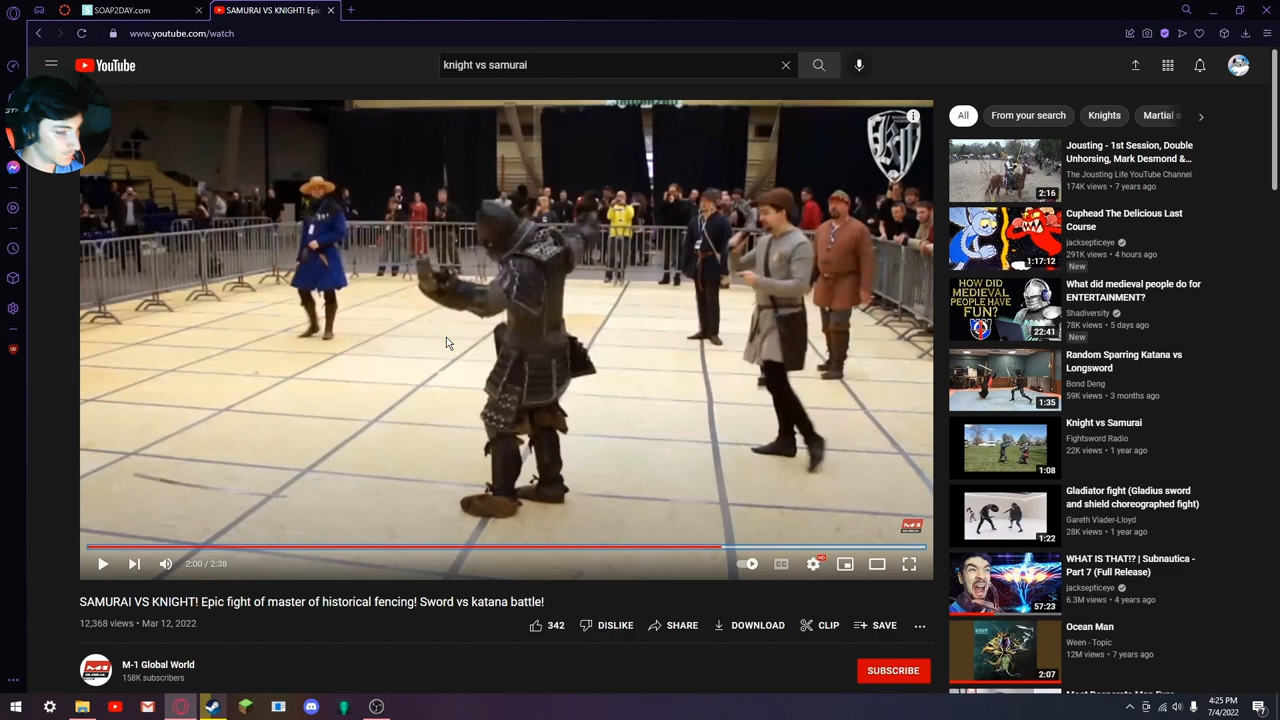 SOAP2DAY.com
SAMURAI VS KNIGHT! Epic
www.youtube.com/watch
YouTube
knight vs samurai
All
From your search
Knights
Martial
Jousting - 1st Session, Double
Unhorsing, Mark Desmond &...
The Jousting Life YouTube Channel
174K views • 7 years ago
2:16
Cuphead The Delicious Last
Course
jacksepticeye
291K views • 4 hours ago
New
1:17:12
HOW DID
MEDIEVAL
PEOPLE HAVE
FUN?
What did medieval people do for
ENTERTAINMENT?
Shadiversity
78K views • 5 days ago
New
22:41
Random Sparring Katana vs
Longsword
Bond Deng
59K views • 3 months ago
1:35
Knight vs Samurai
Fightsword Radio
22K views • 1 year ago
1:08
Gladiator fight (Gladius sword
and shield choreographed fight)
Gareth Viader-Lloyd
28K views • 1 year ago
1:22
WHAT IS THAT!? | Subnautica -
Part 7 (Full Release)
jacksepticeye
6.3M views • 4 years ago
57:23
Ocean Man
Ween - Topic
12M views • 7 years ago
2:07
M-1
2:00 / 2:38
CC
HD
SAMURAI VS KNIGHT! Epic fight of master of historical fencing! Sword vs katana battle!
12,368 views • Mar 12, 2022
342
DISLIKE
SHARE
DOWNLOAD
CLIP
SAVE
M-1
GLOBAL
M-1 Global World
158K subscribers
SUBSCRIBE
4:25 PM
7/4/2022